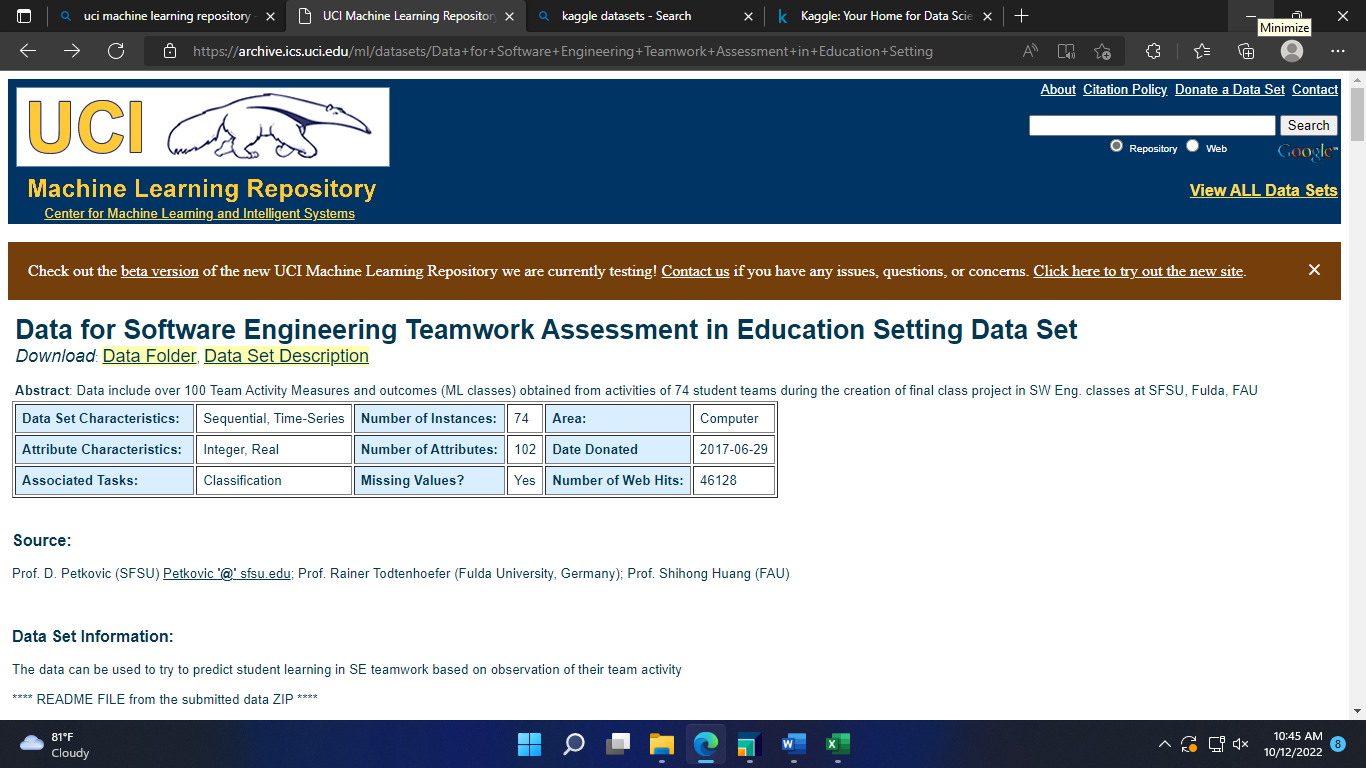 uci machine learning repository -
UCI Machine Learning Repository
kaggle datasets - Search
Kaggle: Your Home for Data Scie
Minimize
https://archive.ics.uci.edu/ml/datasets/Data+for+Software+Engineering+Teamwork+Assessment+in+Education+Setting
About Citation Policy Donate a Data Set Contact
UCI
Search
Repository Web
Google™
Machine Learning Repository
View ALL Data Sets
Center for Machine Learning and Intelligent Systems
Check out the beta version of the new UCI Machine Learning Repository we are currently testing! Contact us if you have any issues, questions, or concerns. Click here to try out the new site.
Data for Software Engineering Teamwork Assessment in Education Setting Data Set
Download: Data Folder, Data Set Description
Abstract: Data include over 100 Team Activity Measures and outcomes (ML classes) obtained from activities of 74 student teams during the creation of final class project in SW Eng. classes at SFSU, Fulda, FAU
Data Set Characteristics: Sequential, Time-Series Number of Instances: 74 Area: Computer
Attribute Characteristics: Integer, Real Number of Attributes: 102 Date Donated 2017-06-29
Associated Tasks: Classification Missing Values? Yes Number of Web Hits: 46128
Source:
Prof. D. Petkovic (SFSU) Petkovic '@' sfsu.edu; Prof. Rainer Todtenhoefer (Fulda University, Germany); Prof. Shihong Huang (FAU)
Data Set Information:
The data can be used to try to predict student learning in SE teamwork based on observation of their team activity
**** README FILE from the submitted data ZIP ****
81°F
Cloudy
10:45 AM
10/12/2022
8